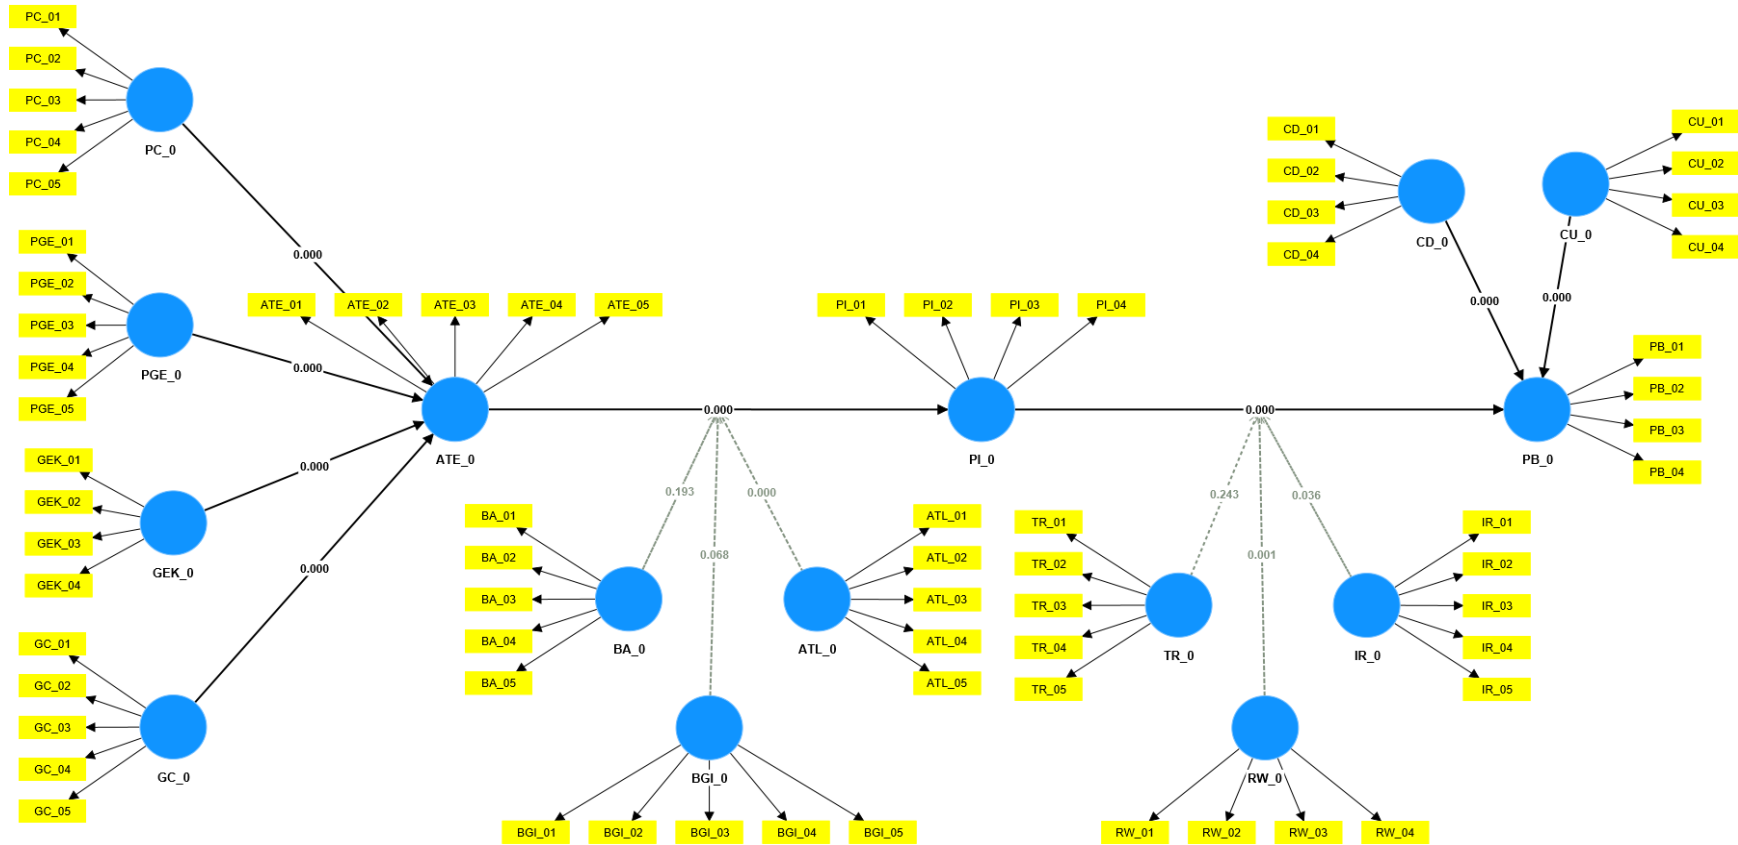 PC_01
PC_02
PC_03
PC_04
PC_05
PC_0
0.000
PGE_01
PGE_02
PGE_03
PGE_04
PGE_05
PGE_0
0.000
GEK_01
GEK_02
GEK_03
GEK_04
GEK_0
0.000
GC_01
GC_02
GC_03
GC_04
GC_05
GC_0
0.000
ATE_01
ATE_02
ATE_03
ATE_04
ATE_05
ATE_0
0.000
BA_01
BA_02
BA_03
BA_04
BA_05
BA_0
0.193
BGI_0
0.068
BGI_01
BGI_02
BGI_03
BGI_04
BGI_05
ATL_01
ATL_02
ATL_03
ATL_04
ATL_05
ATL_0
0.000
PI_01
PI_02
PI_03
PI_04
PI_0
0.000
TR_01
TR_02
TR_03
TR_04
TR_05
TR_0
0.243
RW_0
0.001
RW_01
RW_02
RW_03
RW_04
IR_01
IR_02
IR_03
IR_04
IR_05
IR_0
0.036
CD_01
CD_02
CD_03
CD_04
CD_0
0.000
CU_01
CU_02
CU_03
CU_04
CU_0
0.000
PB_01
PB_02
PB_03
PB_04
PB_0